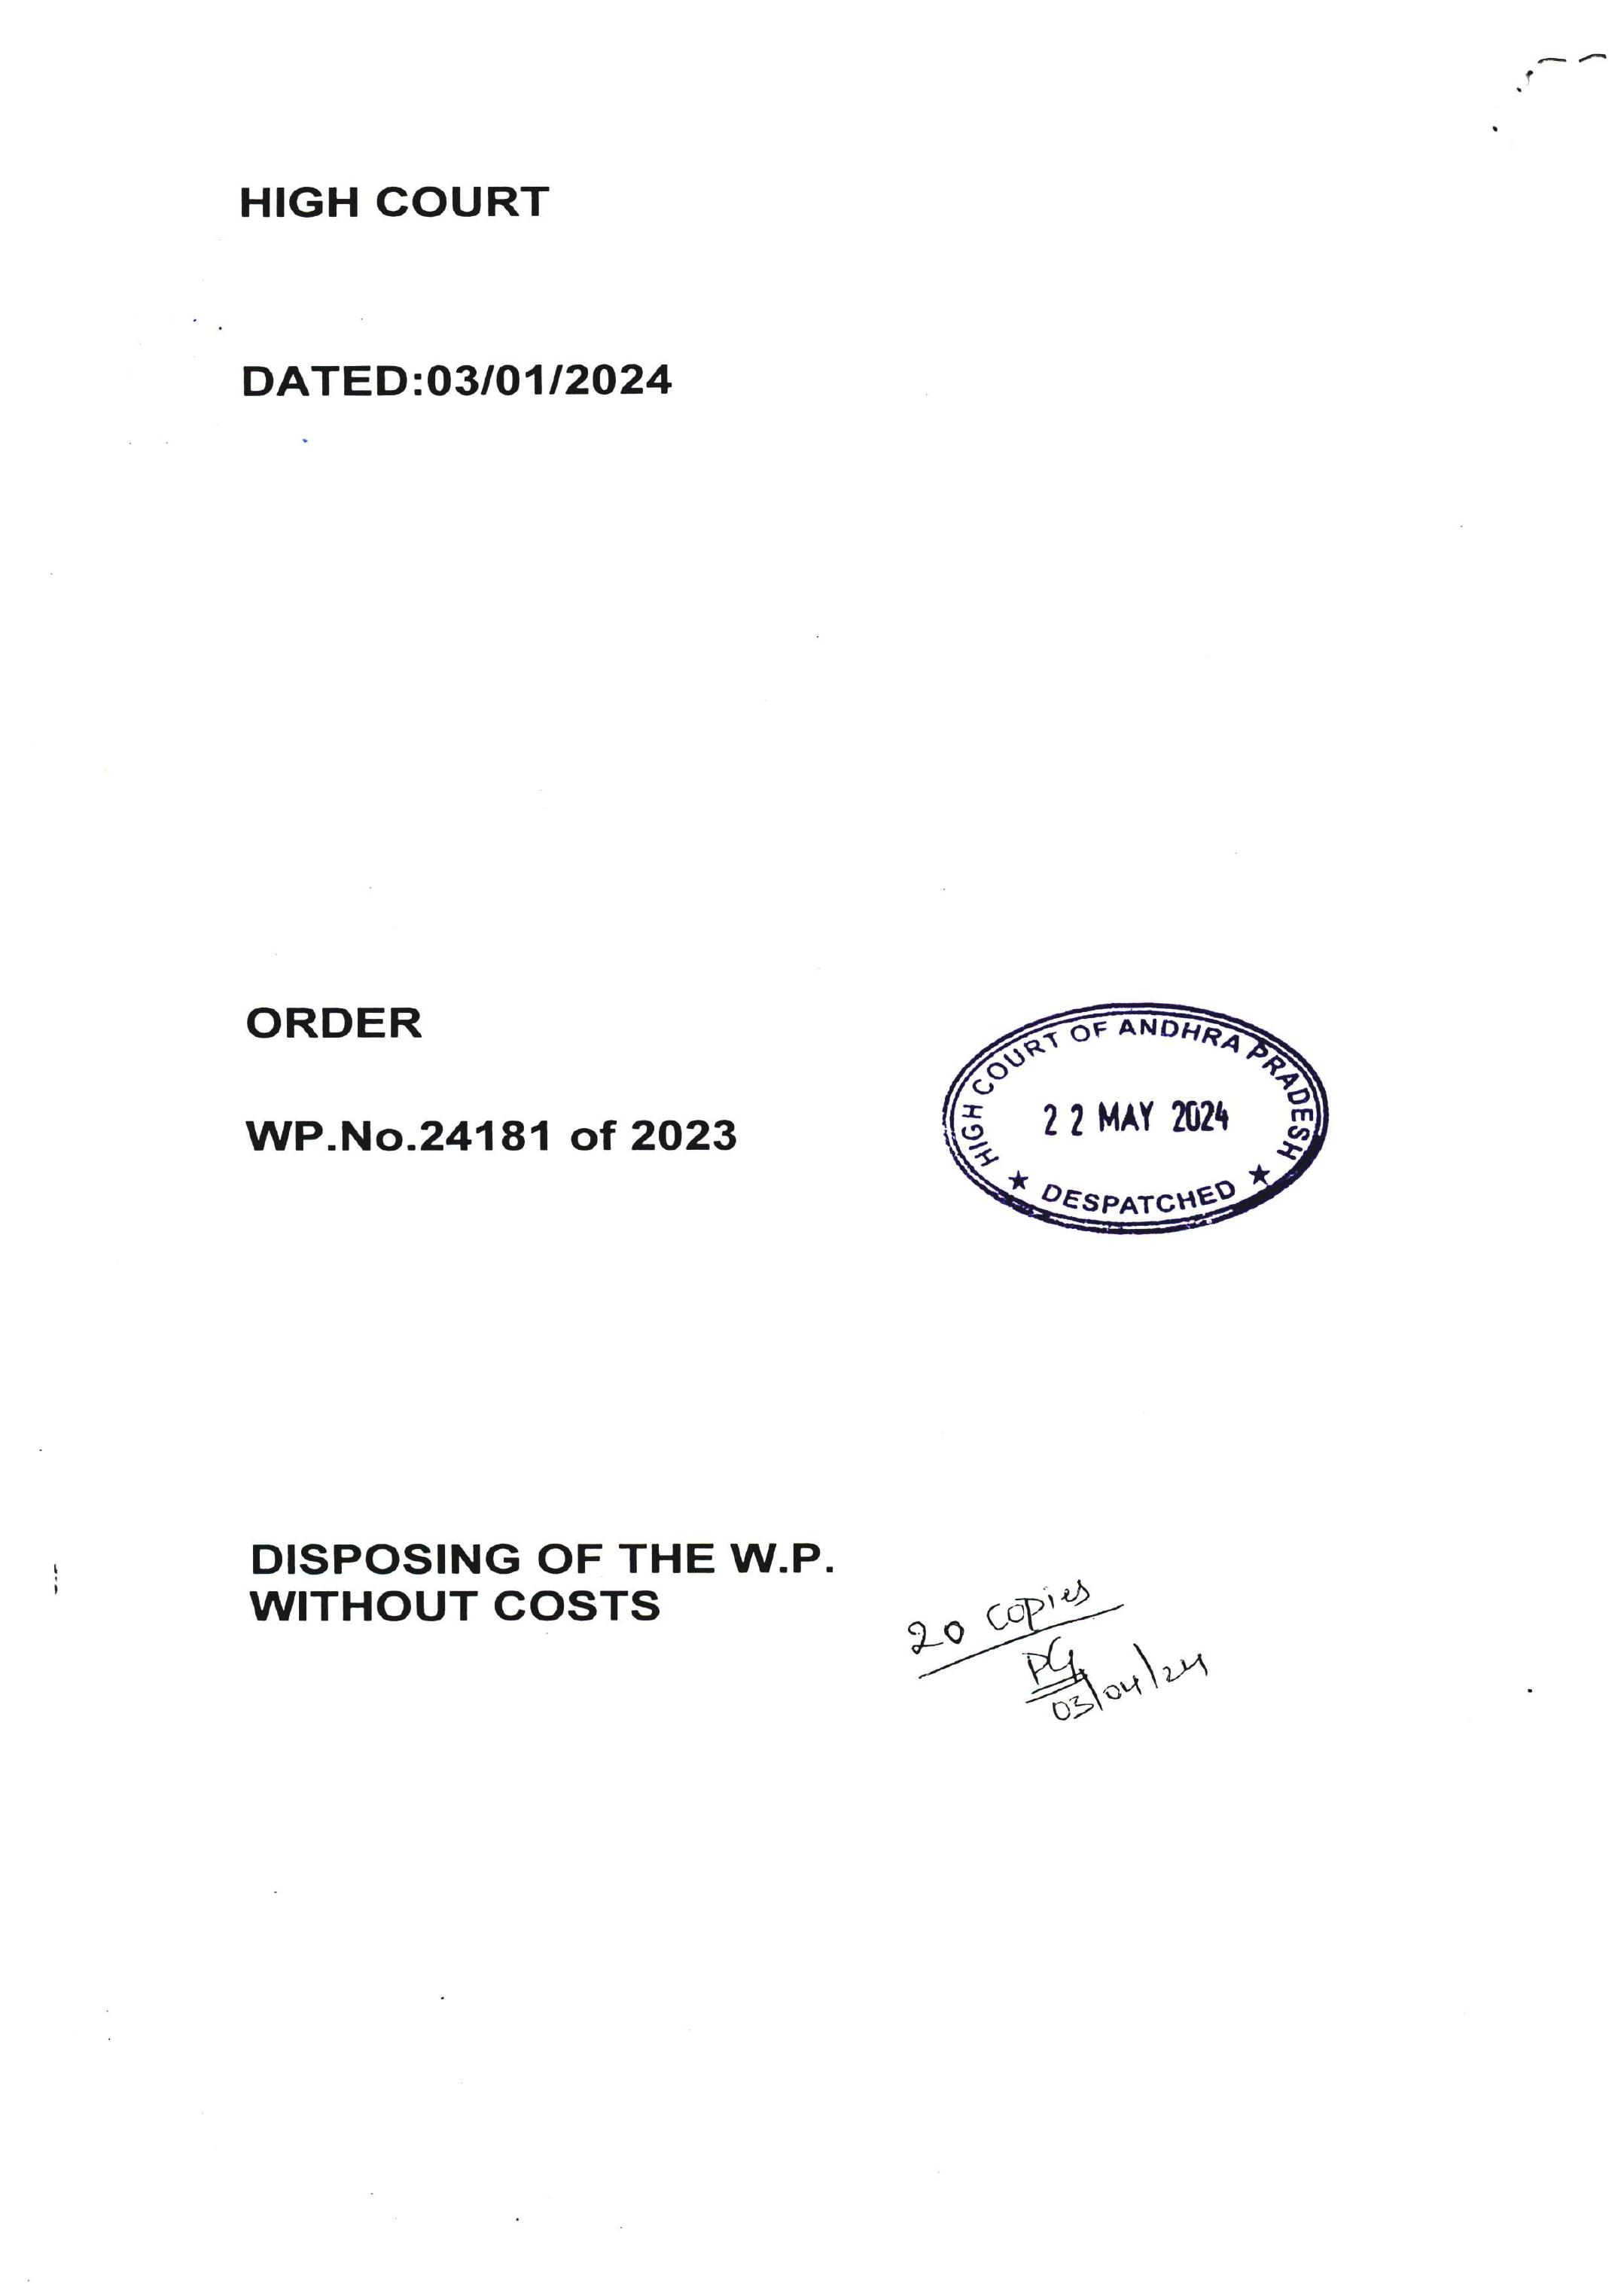 HIGH COURT
DATED:03/01/2024
ORDER
HIGH COURT OF ANDHRA PRADESH
22 MAY 2024
★ DESPATCHED ★
WP.No.24181 of 2023
DISPOSING OF THE W.P.
WITHOUT COSTS
20 copies
03/04/24